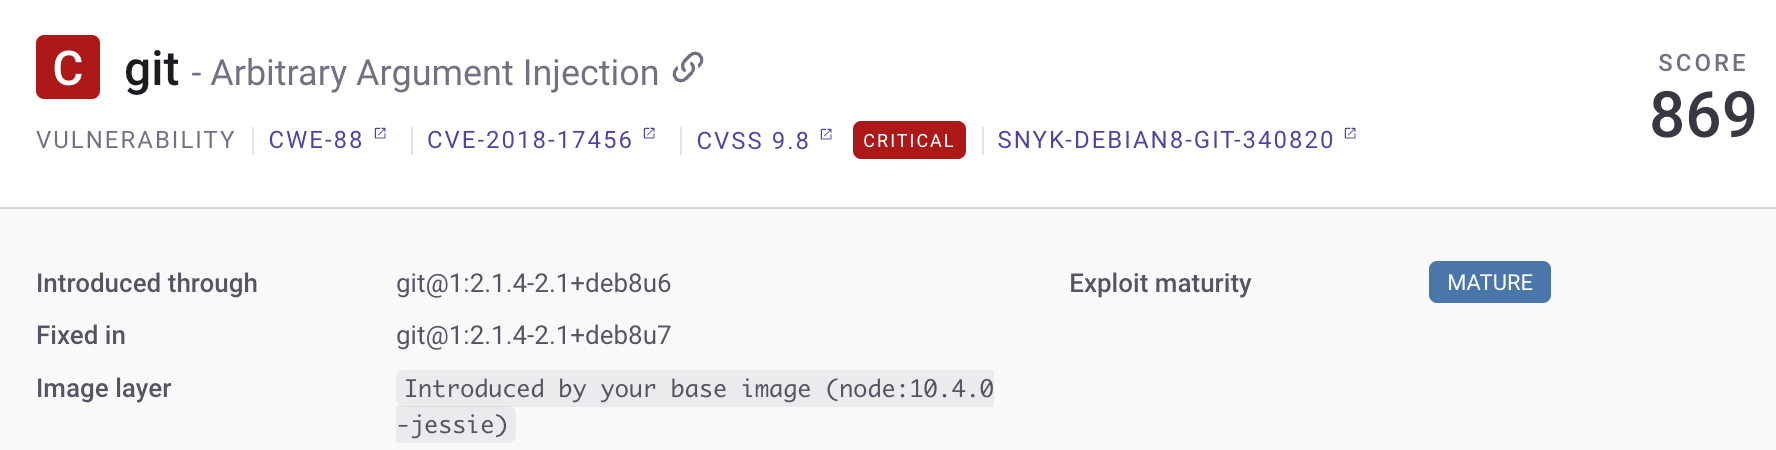 C git - Arbitrary Argument Injection
SCORE
869
VULNERABILITY CWE-88 CVE-2018-17456 CVSS 9.8 CRITICAL SNYK-DEBIAN8-GIT-340820
Introduced through git@1:2.1.4-2.1+deb8u6 Exploit maturity MATURE
Fixed in git@1:2.1.4-2.1+deb8u7
Image layer Introduced by your base image (node:10.4.0
-jessie)